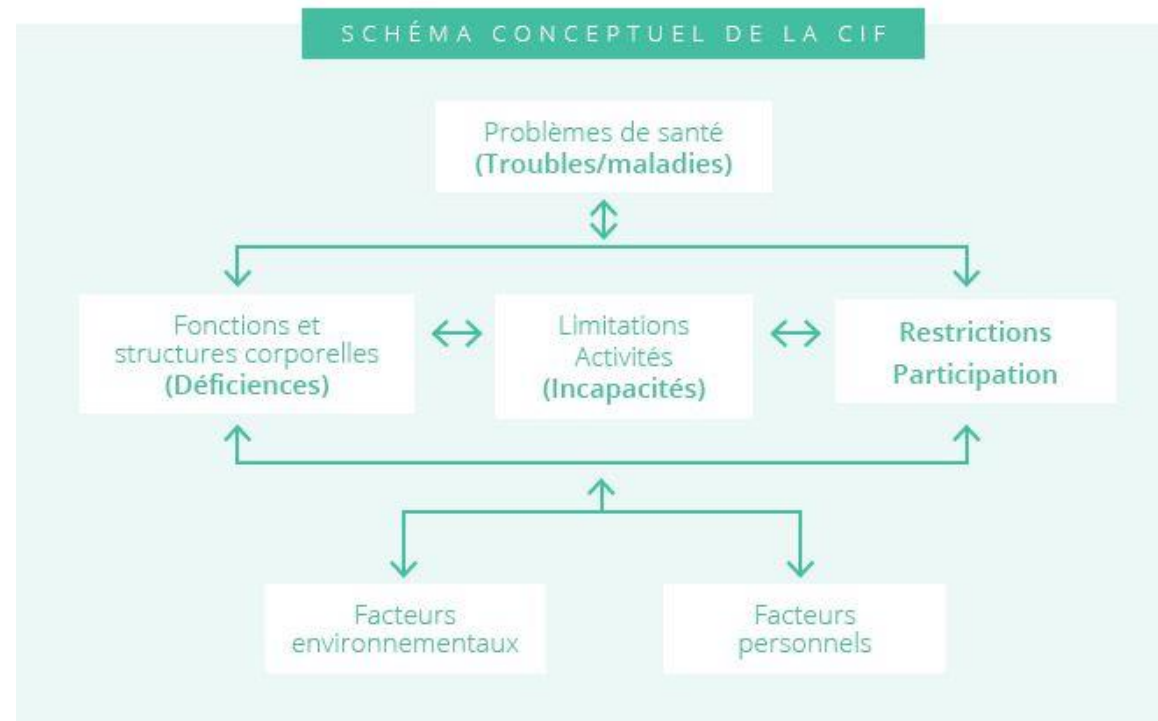 SCHÉMA CONCEPTUEL DE LA CIF
Problèmes de santé
(Troubles/maladies)
Fonctions et
structures corporelles
(Déficiences)
LImitations
Activités
(Incapacités)
Restrictions
Participation
Facteurs
environnementaux
Facteurs
personnels